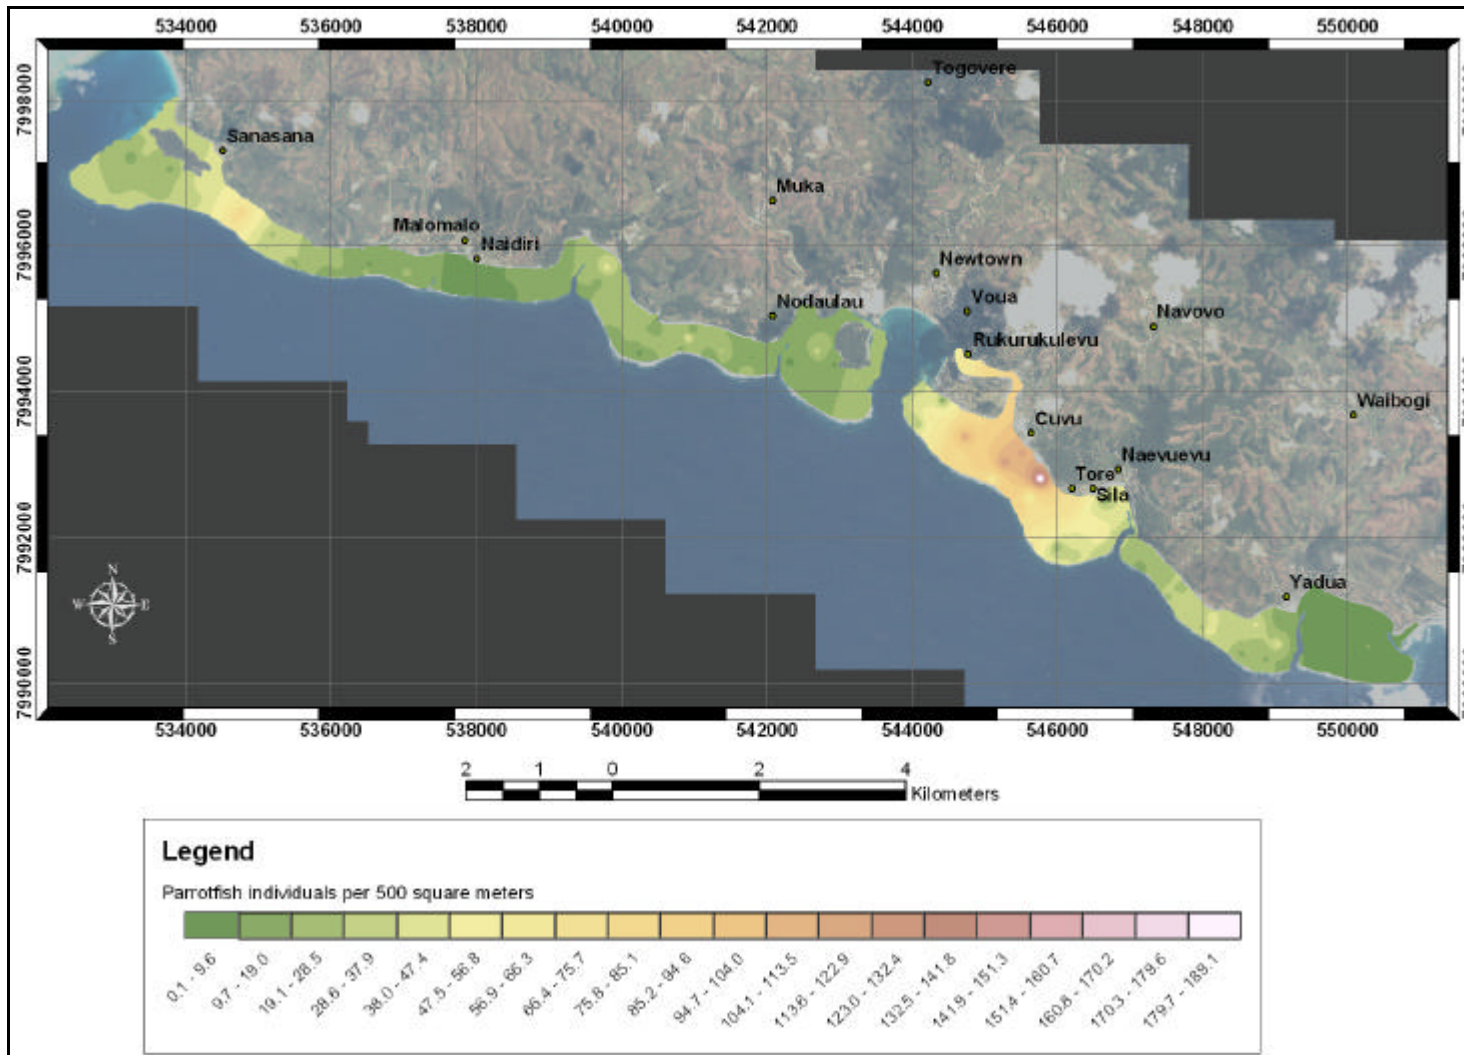 534000 536000 538000 540000 542000 544000 546000 548000 550000
7998000
7996000
7994000
7992000
7990000
Togovere
Sanasana
Muka
Malomalo
Naidiri
Newtown
Nodaulau
Voua
Navovo
Rukurukulevu
Waibogi
Cuvu
Naevuevu
Tore
Sila
Yadua
N
W E
S
534000 536000 538000 540000 542000 544000 546000 548000 550000
2 1 0 2 4
Kilometers
Legend
Parrotfish individuals per 500 square meters
0.1 - 9.6
9.7 - 19.0
19.1 - 28.5
28.6 - 37.9
38.0 - 47.4
47.5 - 56.8
56.9 - 66.3
66.4 - 75.7
75.8 - 85.1
85.2 - 94.6
94.7 - 104.0
104.1 - 113.5
113.6 - 122.9
123.0 - 132.4
132.5 - 141.8
141.9 - 151.3
151.4 - 160.7
160.8 - 170.2
170.3 - 179.6
179.7 - 189.1